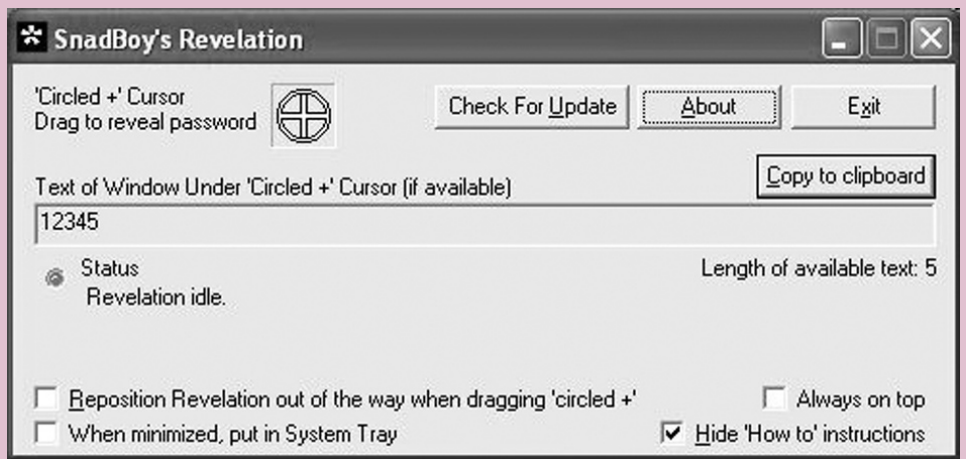 SnadBoy's Revelation
'Circled +' Cursor
Drag to reveal password
Check For Update
About
Exit
Copy to clipboard
Text of Window Under 'Circled +' Cursor (if available)
12345
Status
Length of available text: 5
Revelation idle.
Reposition Revelation out of the way when dragging 'circled +'
Always on top
When minimized, put in System Tray
Hide 'How to' instructions